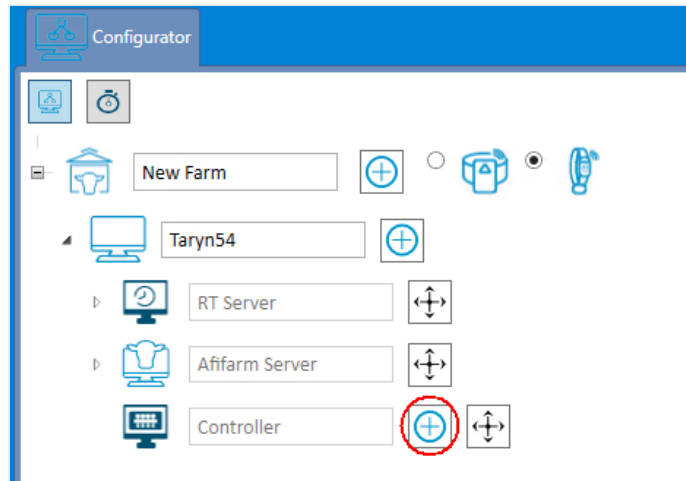 Configurator
New Farm
Taryn54
RT Server
Afifarm Server
Controller